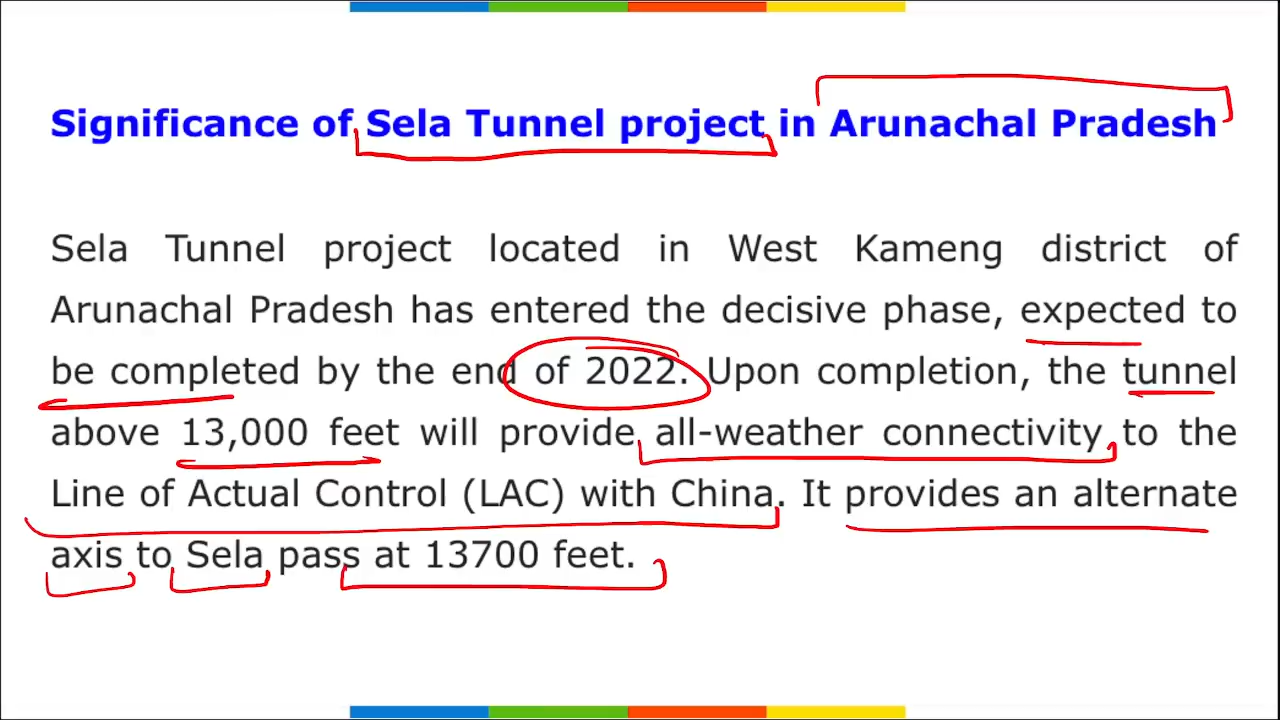 Significance of Sela Tunnel project in Arunachal Pradesh
Sela Tunnel project located in West Kameng district of
Arunachal Pradesh has entered the decisive phase, expected to
be completed by the end of 2022. Upon completion, the tunnel
above 13,000 feet will provide all-weather connectivity to the
Line of Actual Control (LAC) with China. It provides an alternate
axis to Sela pass at 13700 feet.